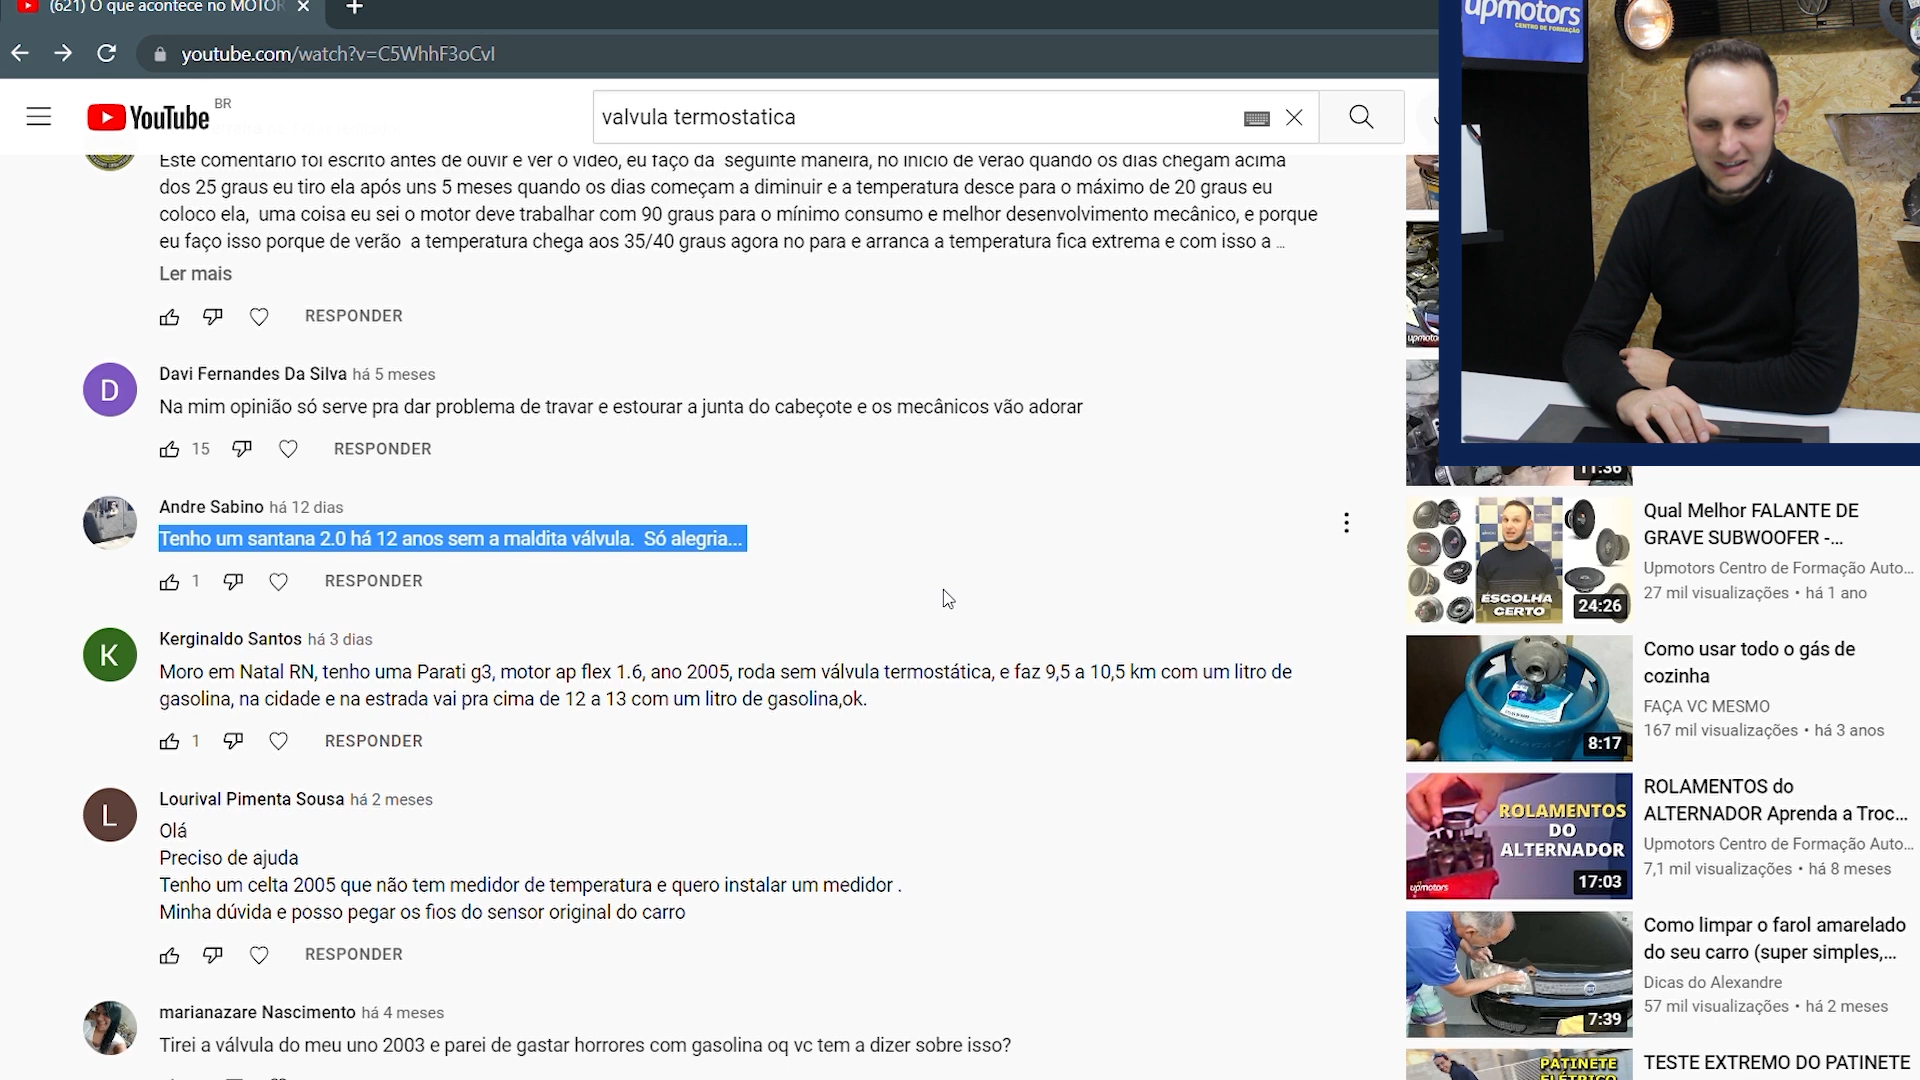 (621) O que acontece no MOTOR
youtube.com/watch?v=C5WhhF3oCvI
upmotors
CENTRO DE FORMAÇÃO
YouTube
BR
valvula termostatica
Este comentario foi escrito antes de ouvir e ver o video, eu faço da seguinte maneira, no inicio de verão quando os dias chegam acima
dos 25 graus eu tiro ela após uns 5 meses quando os dias começam a diminuir e a temperatura desce para o máximo de 20 graus eu
coloco ela, uma coisa eu sei o motor deve trabalhar com 90 graus para o mínimo consumo e melhor desenvolvimento mecânico, e porque
eu faço isso porque de verão a temperatura chega aos 35/40 graus agora no para e arranca a temperatura fica extrema e com isso a ...
Ler mais
RESPONDER
Davi Fernandes Da Silva há 5 meses
Na mim opinião só serve pra dar problema de travar e estourar a junta do cabeçote e os mecânicos vão adorar
15 RESPONDER
Andre Sabino há 12 dias
Tenho um santana 2.0 há 12 anos sem a maldita válvula. Só alegria...
1 RESPONDER
Kerginaldo Santos há 3 dias
Moro em Natal RN, tenho uma Parati g3, motor ap flex 1.6, ano 2005, roda sem válvula termostática, e faz 9,5 a 10,5 km com um litro de
gasolina, na cidade e na estrada vai pra cima de 12 a 13 com um litro de gasolina,ok.
1 RESPONDER
Lourival Pimenta Sousa há 2 meses
Olá
Preciso de ajuda
Tenho um celta 2005 que não tem medidor de temperatura e quero instalar um medidor .
Minha dúvida e posso pegar os fios do sensor original do carro
RESPONDER
marianazare Nascimento há 4 meses
Tirei a válvula do meu uno 2003 e parei de gastar horrores com gasolina oq vc tem a dizer sobre isso?
11:36
ESCOLHA
CERTO
24:26
Qual Melhor FALANTE DE
GRAVE SUBWOOFER -...
Upmotors Centro de Formação Auto...
27 mil visualizações • há 1 ano
8:17
Como usar todo o gás de
cozinha
FAÇA VC MESMO
167 mil visualizações • há 3 anos
ROLAMENTOS
DO
ALTERNADOR
upmotors
17:03
ROLAMENTOS do
ALTERNADOR Aprenda a Troc...
Upmotors Centro de Formação Auto...
7,1 mil visualizações • há 8 meses
7:39
Como limpar o farol amarelado
do seu carro (super simples,...
Dicas do Alexandre
57 mil visualizações • há 2 meses
PATINETE
ELÉTRICO
TESTE EXTREMO DO PATINETE